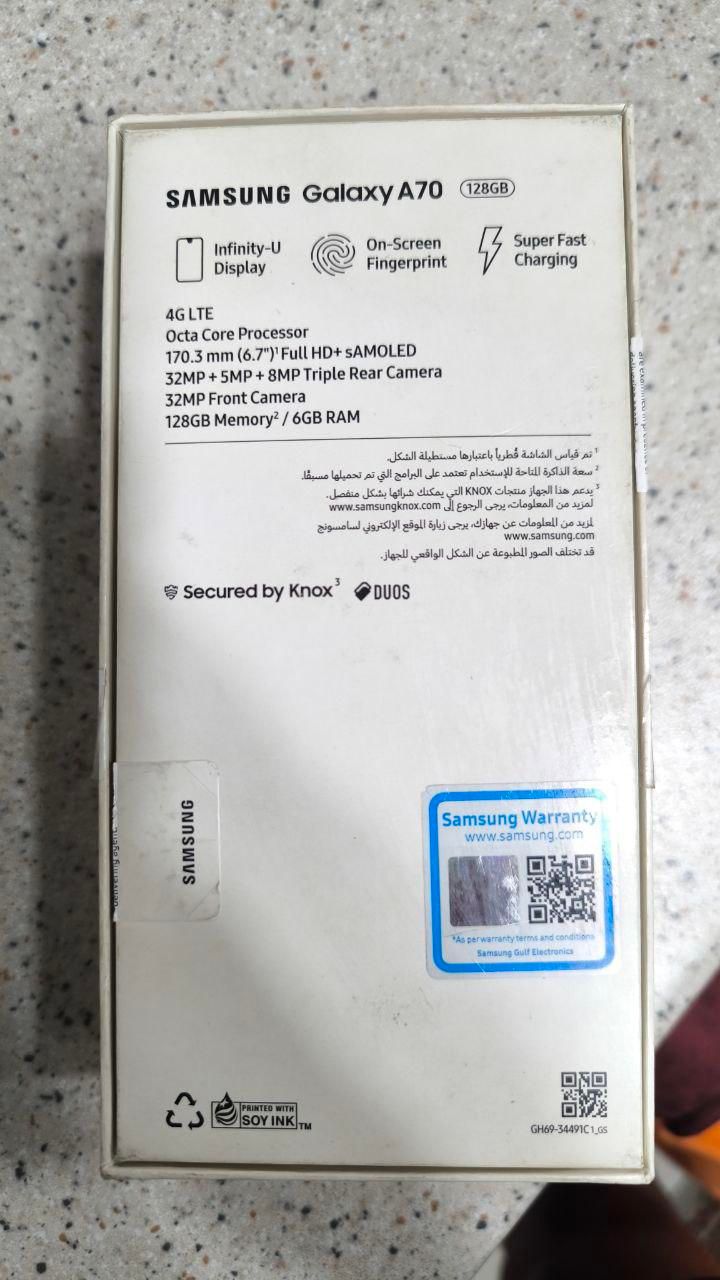 SAMSUNG Galaxy A70 128GB
Infinity-U
Display
On-Screen
Fingerprint
Super Fast
Charging
4G LTE
Octa Core Processor
170.3 mm (6.7")¹ Full HD+ sAMOLED
32MP + 5MP + 8MP Triple Rear Camera
32MP Front Camera
128GB Memory² / 6GB RAM
¹ تم قياس الشاشة قُطرياً باعتبارها مستطيلة الشكل.
² سعة الذاكرة المتاحة للإستخدام تعتمد على البرامج التي تم تحميلها مسبقًا.
³ يدعم هذا الجهاز منتجات KNOX التي يمكنك شرائها بشكل منفصل.
لمزيد من المعلومات، يرجى الرجوع إلى www.samsungknox.com
لمزيد من المعلومات عن جهازك، يرجى زيارة الموقع الإلكتروني لسامسونج
www.samsung.com
قد تختلف الصور المطبوعة عن الشكل الواقعي للجهاز.
Secured by Knox³ DUOS
SAMSUNG
delivering agent.
Samsung Warranty
www.samsung.com
*As per warranty terms and conditions
Samsung Gulf Electronics
PRINTED WITH
SOY INK TM
GH69-34491C 1_GS